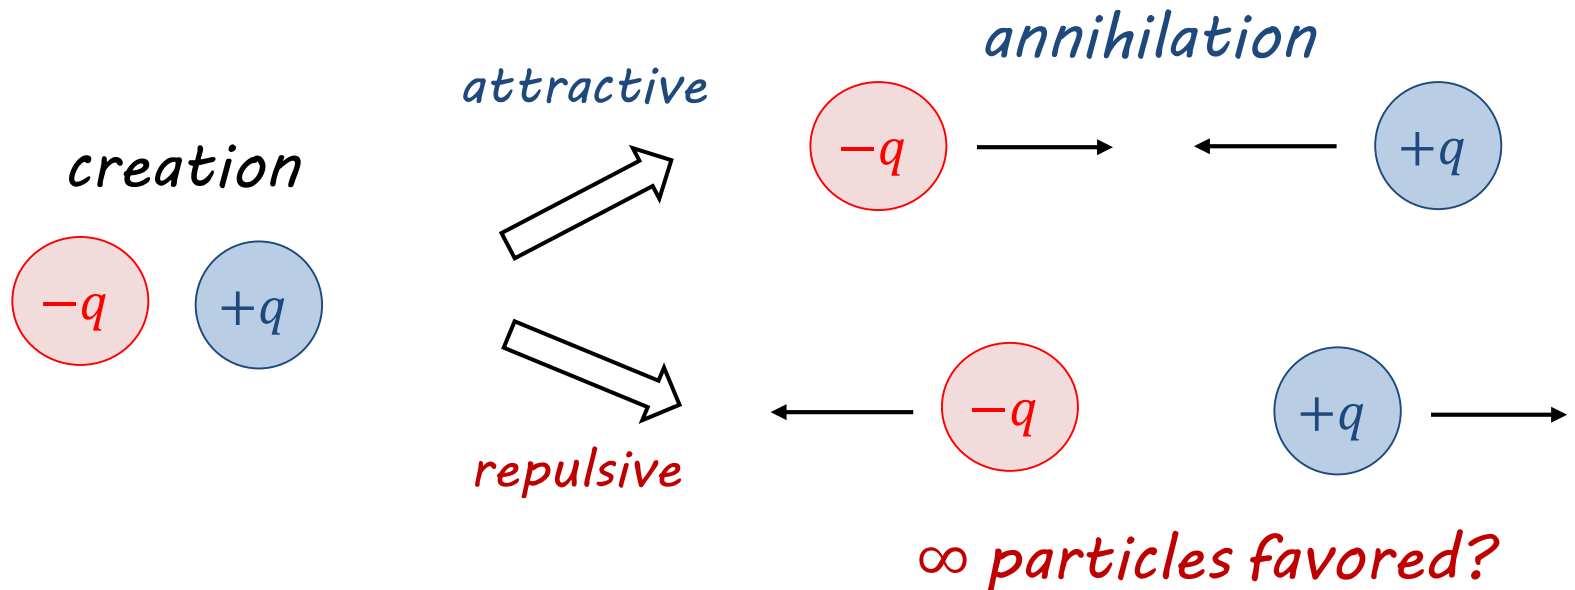 creation
−q
+q
attractive
repulsive
annihilation
−q
+q
−q
+q
∞ particles favored?